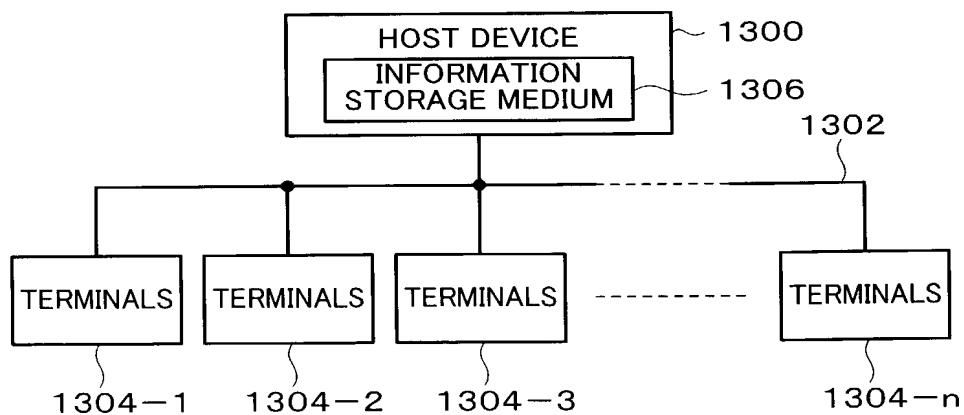 HOST DEVICE
1300
INFORMATION
STORAGE MEDIUM
1306
1302
TERMINALS TERMINALS TERMINALS TERMINALS
1304-1 1304-2 1304-3 1304-n